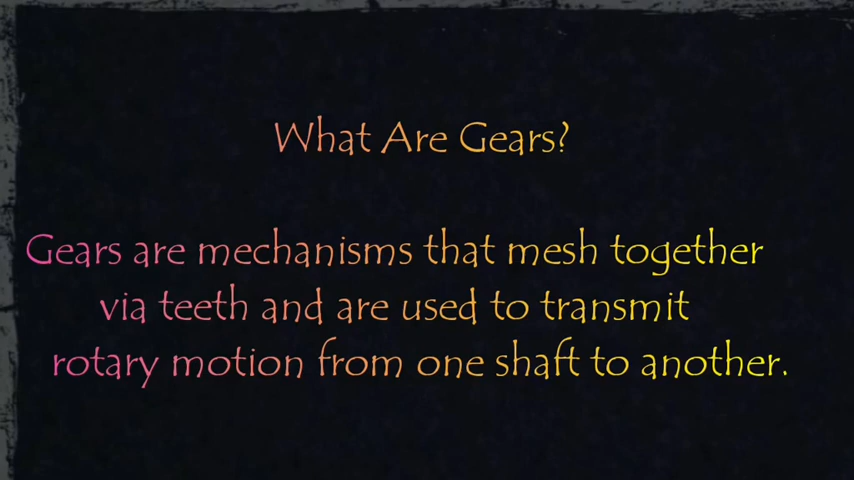 What Are Gears?
Gears are mechanisms that mesh together
via teeth and are used to transmit
rotary motion from one shaft to another.